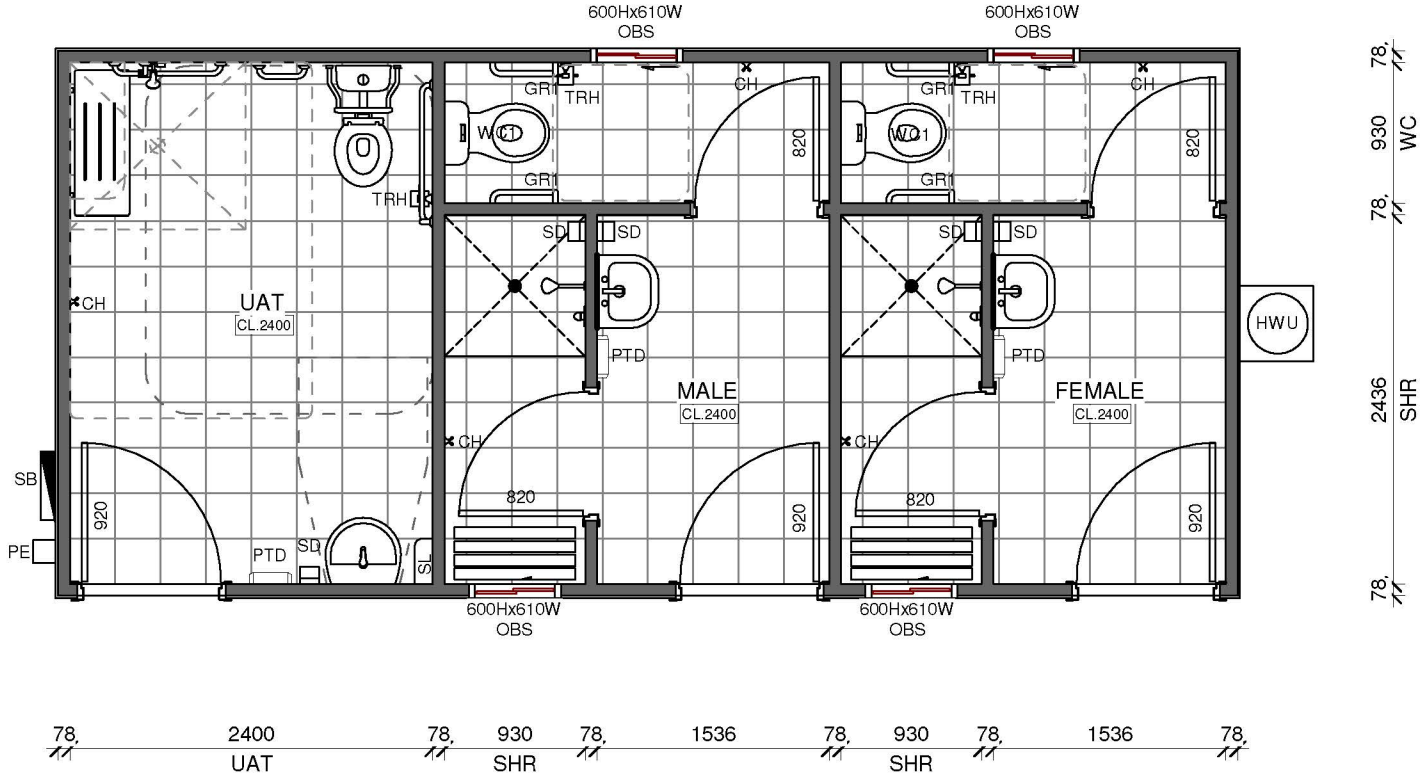 600Hx610W
OBS
600Hx610W
OBS
GR1
TRH
CH
GR1
TRH
CH
WC1
820
WC1
820
TRH
GR1
GR1
SD
SD
SD
SD
CH
UAT
CL.2400
HWU
PTD
PTD
MALE
CL.2400
FEMALE
CL.2400
CH
CH
SB
920
820
920
820
920
PE
PTD
SD
SL
600Hx610W
OBS
600Hx610W
OBS
78,
930
WC
78,
2436
SHR
78,
78,
2400
78,
930
78,
1536
78,
930
78,
1536
78,
UAT
SHR
SHR